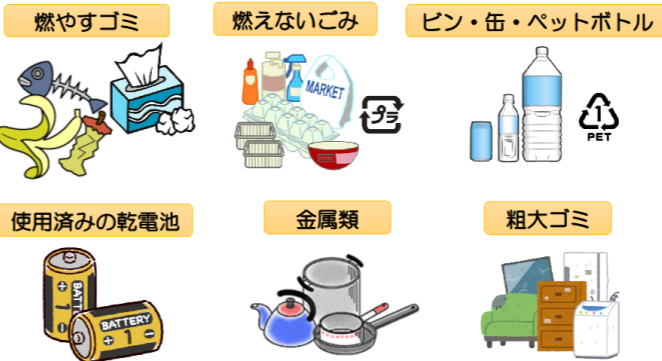 燃やすゴミ
燃えないごみ
ビン・缶・ペットボトル
MARKET
プラ
1
PET
使用済みの乾電池
金属類
粗大ゴミ
BATTERY
1
BATTERY
1